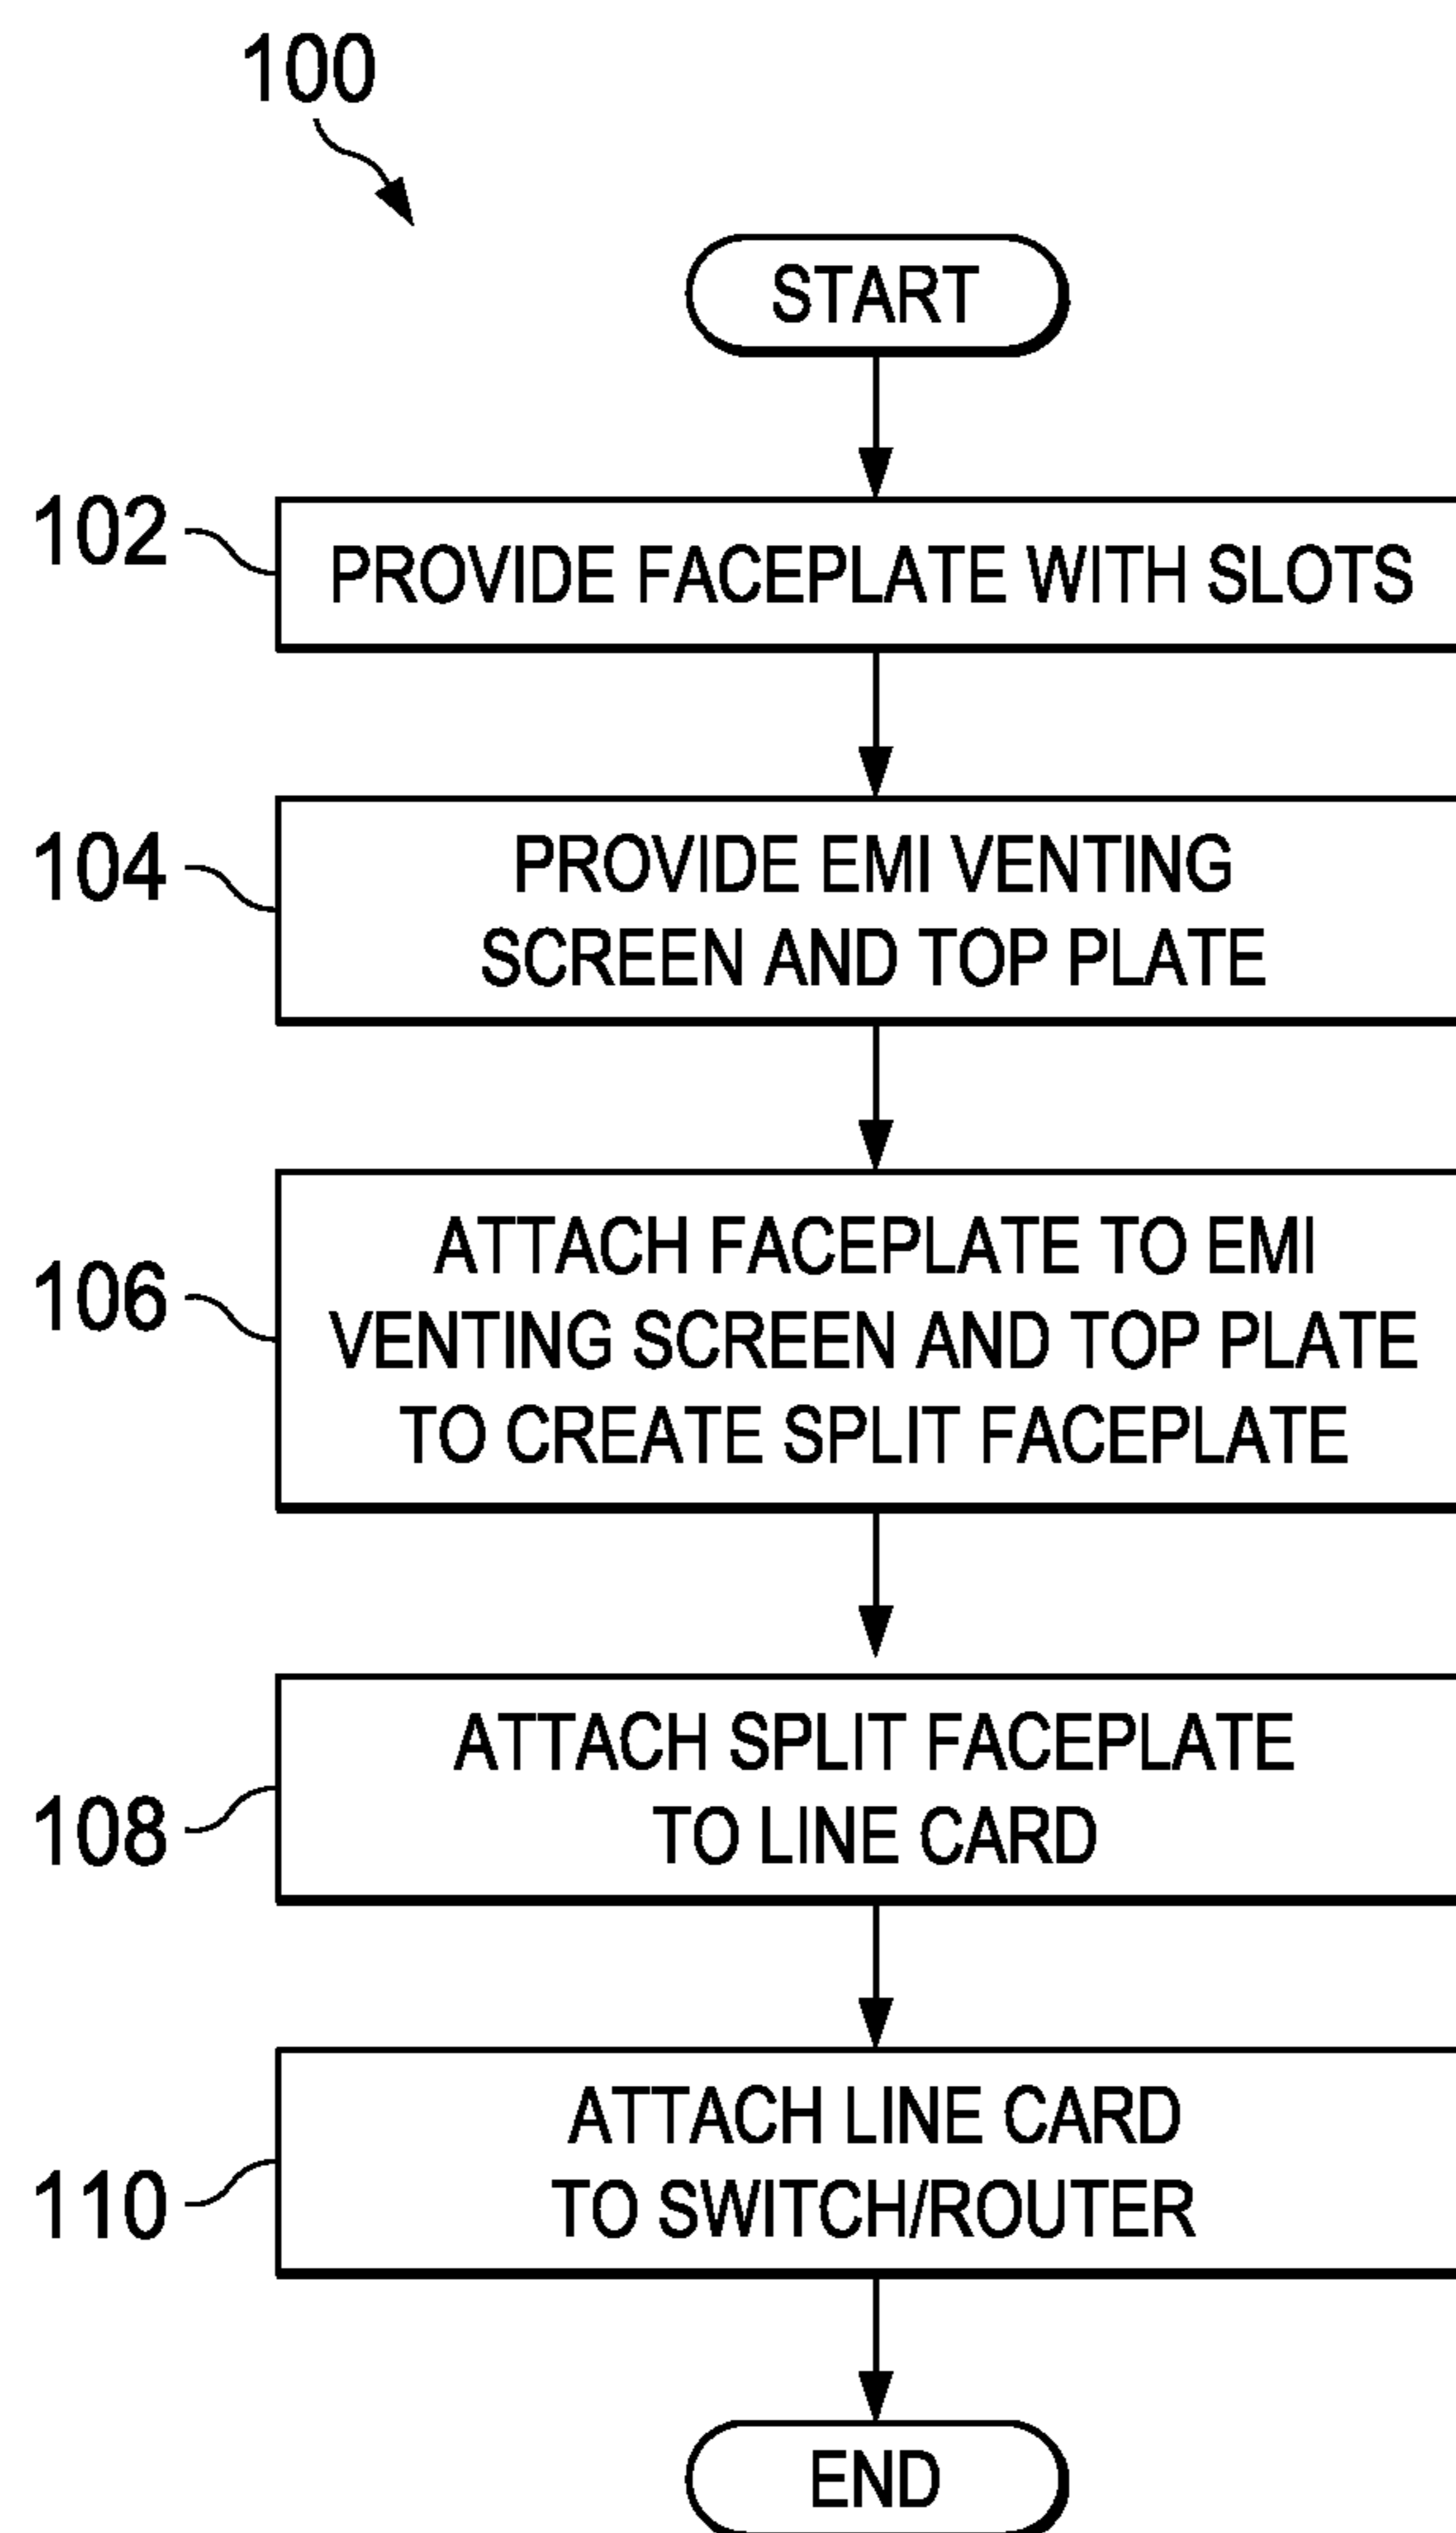 100
START
102
PROVIDE FACEPLATE WITH SLOTS
104
PROVIDE EMI VENTING
SCREEN AND TOP PLATE
106
ATTACH FACEPLATE TO EMI
VENTING SCREEN AND TOP PLATE
TO CREATE SPLIT FACEPLATE
108
ATTACH SPLIT FACEPLATE
TO LINE CARD
110
ATTACH LINE CARD
TO SWITCH/ROUTER
END